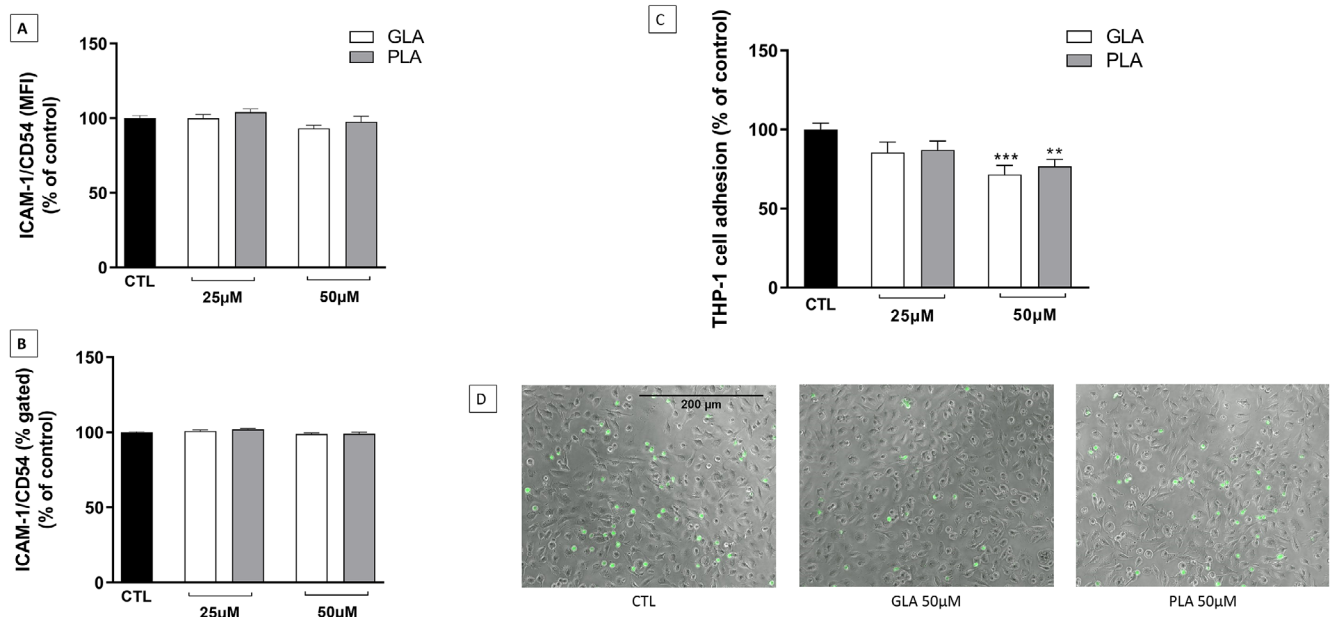 A
ICAM-1/CD54 (MFI)
(% of control)
150
100
50
0
GLA
PLA
CTL
25µM
50µM
B
ICAM-1/CD54 (% gated)
(% of control)
150
100
50
0
CTL
25µM
50µM
C
THP-1 cell adhesion (% of control)
150
100
50
0
GLA
PLA
***
**
CTL
25µM
50µM
D
200 µm
CTL
GLA 50µM
PLA 50µM